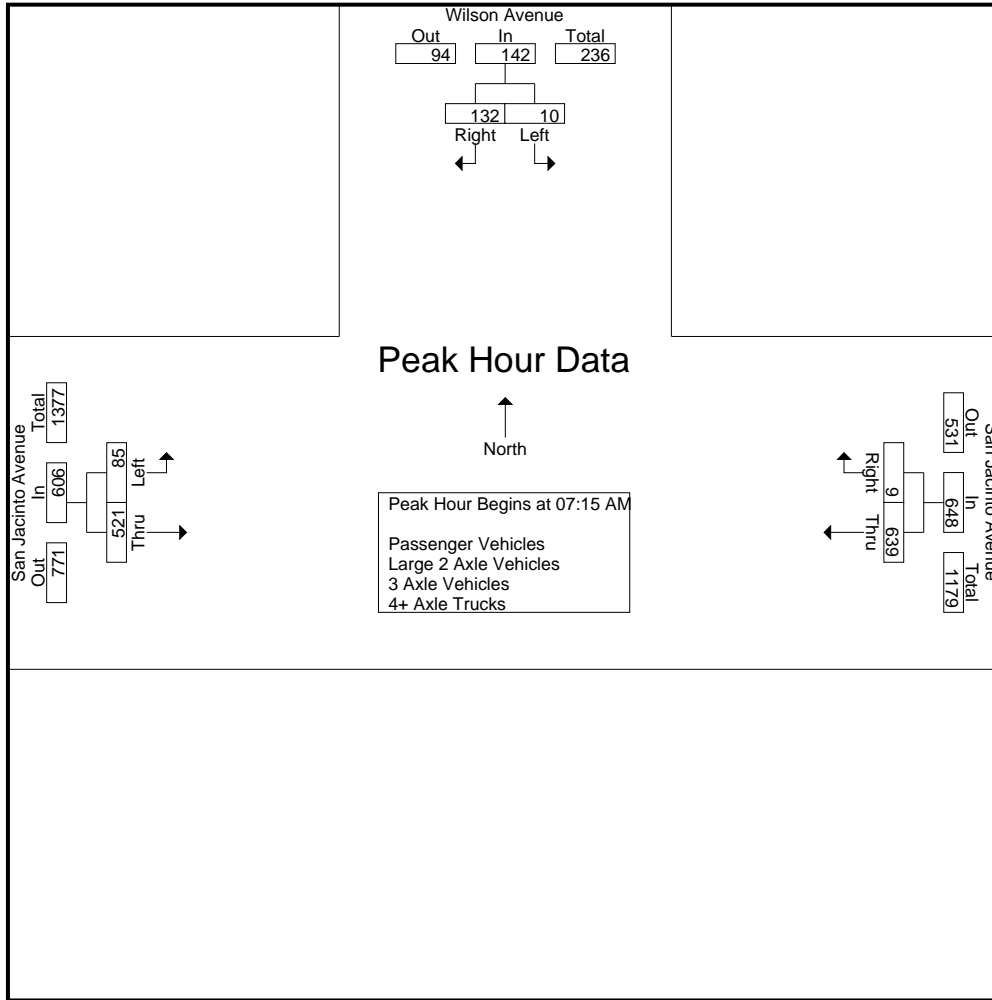 Wilson Avenue
Out In Total
94 142 236
132 10
Right Left
Peak Hour Data
North
Peak Hour Begins at 07:15 AM
Passenger Vehicles
Large 2 Axle Vehicles
3 Axle Vehicles
4+ Axle Trucks
San Jacinto Avenue
Out In Total
771 606 1377
521 85
Thru Left
San Jacinto Avenue
Out In Total
531 648 1179
9 639
Right Thru